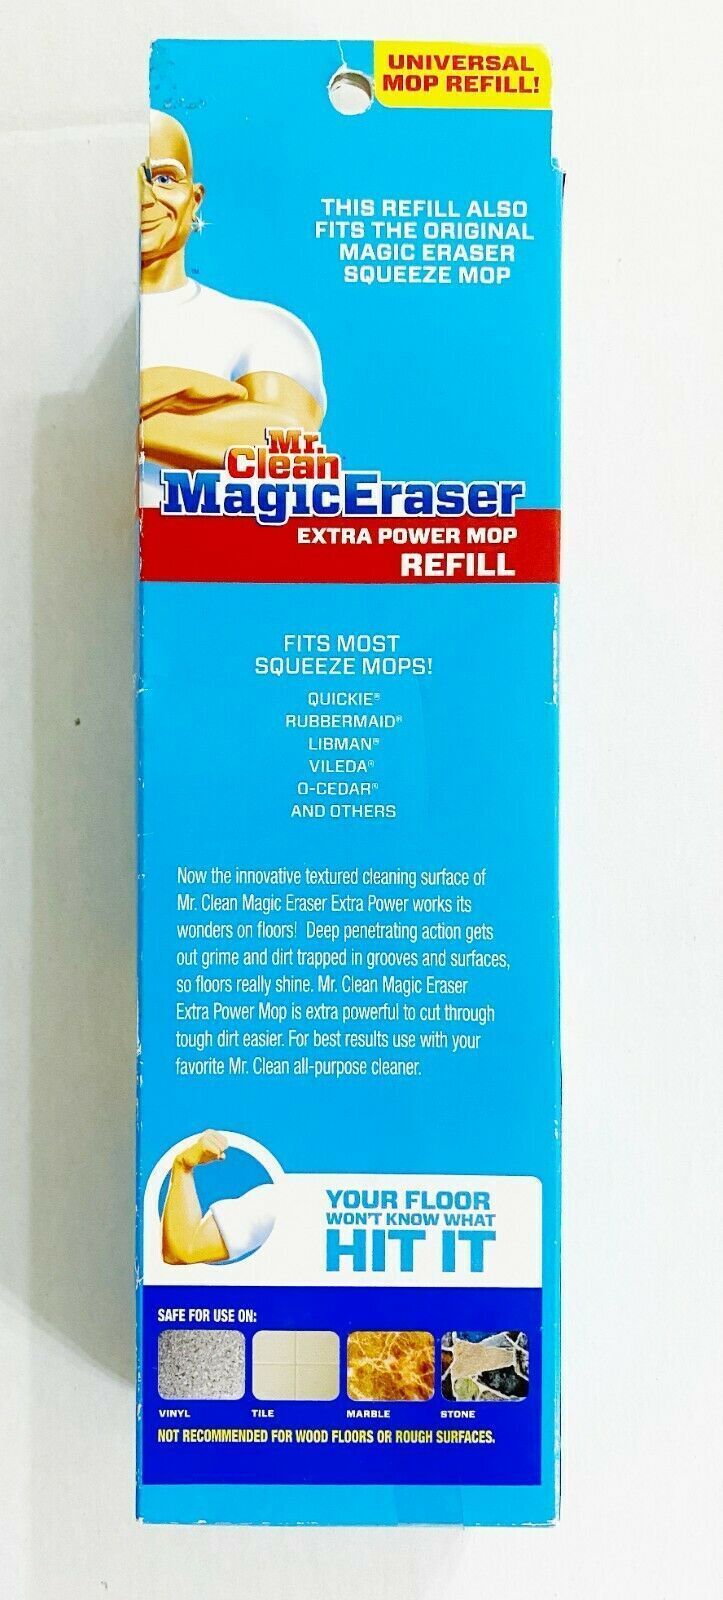 UNIVERSAL
MOP REFILL!
THIS REFILL ALSO
FITS THE ORIGINAL
MAGIC ERASER
SQUEEZE MOP
™
Mr.
Clean
MagicEraser
EXTRA POWER MOP
REFILL
FITS MOST
SQUEEZE MOPS!
QUICKIE®
RUBBERMAID®
LIBMAN®
VILEDA®
O-CEDAR®
AND OTHERS
Now the innovative textured cleaning surface of
Mr. Clean Magic Eraser Extra Power works its
wonders on floors! Deep penetrating action gets
out grime and dirt trapped in grooves and surfaces,
so floors really shine. Mr. Clean Magic Eraser
Extra Power Mop is extra powerful to cut through
tough dirt easier. For best results use with your
favorite Mr. Clean all-purpose cleaner.
YOUR FLOOR
WON'T KNOW WHAT
HIT IT
SAFE FOR USE ON:
VINYL TILE MARBLE STONE
NOT RECOMMENDED FOR WOOD FLOORS OR ROUGH SURFACES.